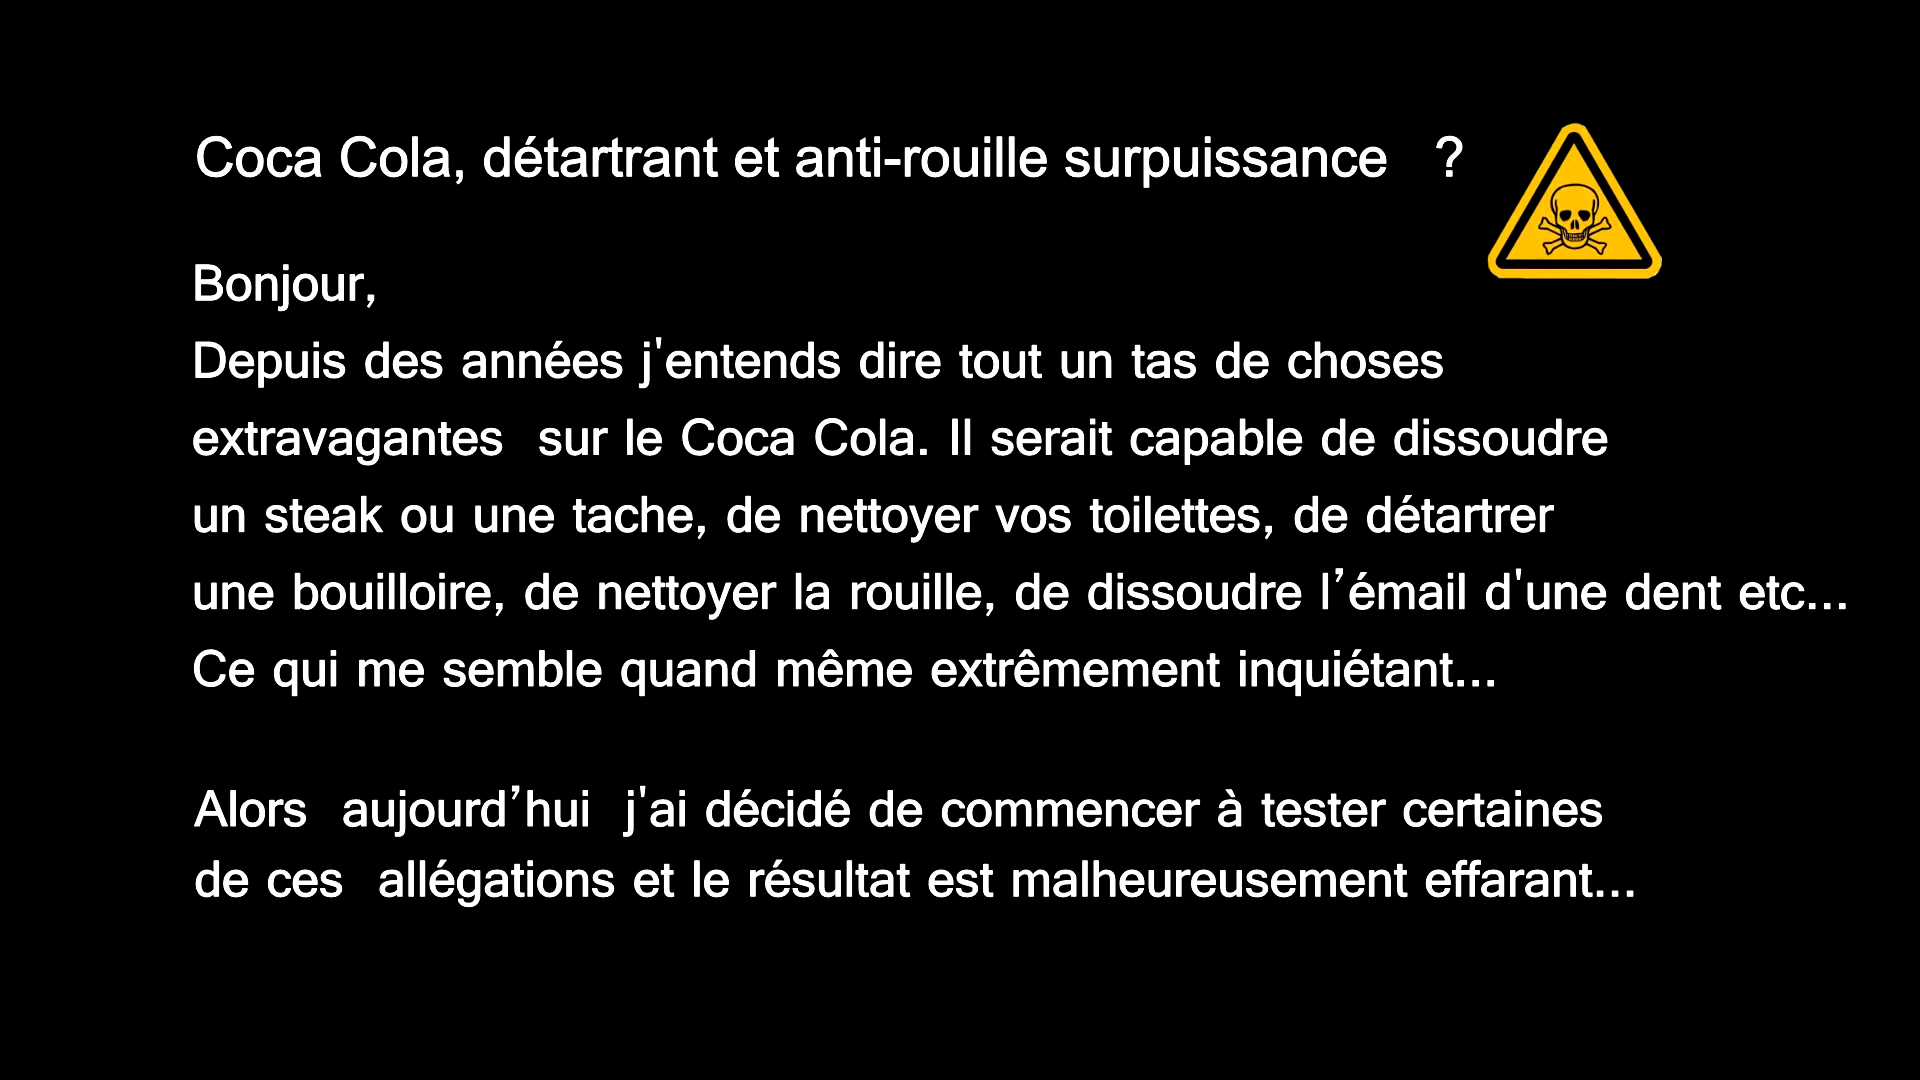 Coca Cola, détartrant et anti-rouille surpuissance ?
Bonjour,
Depuis des années j'entends dire tout un tas de choses
extravagantes sur le Coca Cola. Il serait capable de dissoudre
un steak ou une tache, de nettoyer vos toilettes, de détartrer
une bouilloire, de nettoyer la rouille, de dissoudre l’émail d'une dent etc...
Ce qui me semble quand même extrêmement inquiétant...
Alors aujourd’hui j'ai décidé de commencer à tester certaines
de ces allégations et le résultat est malheureusement effarant...